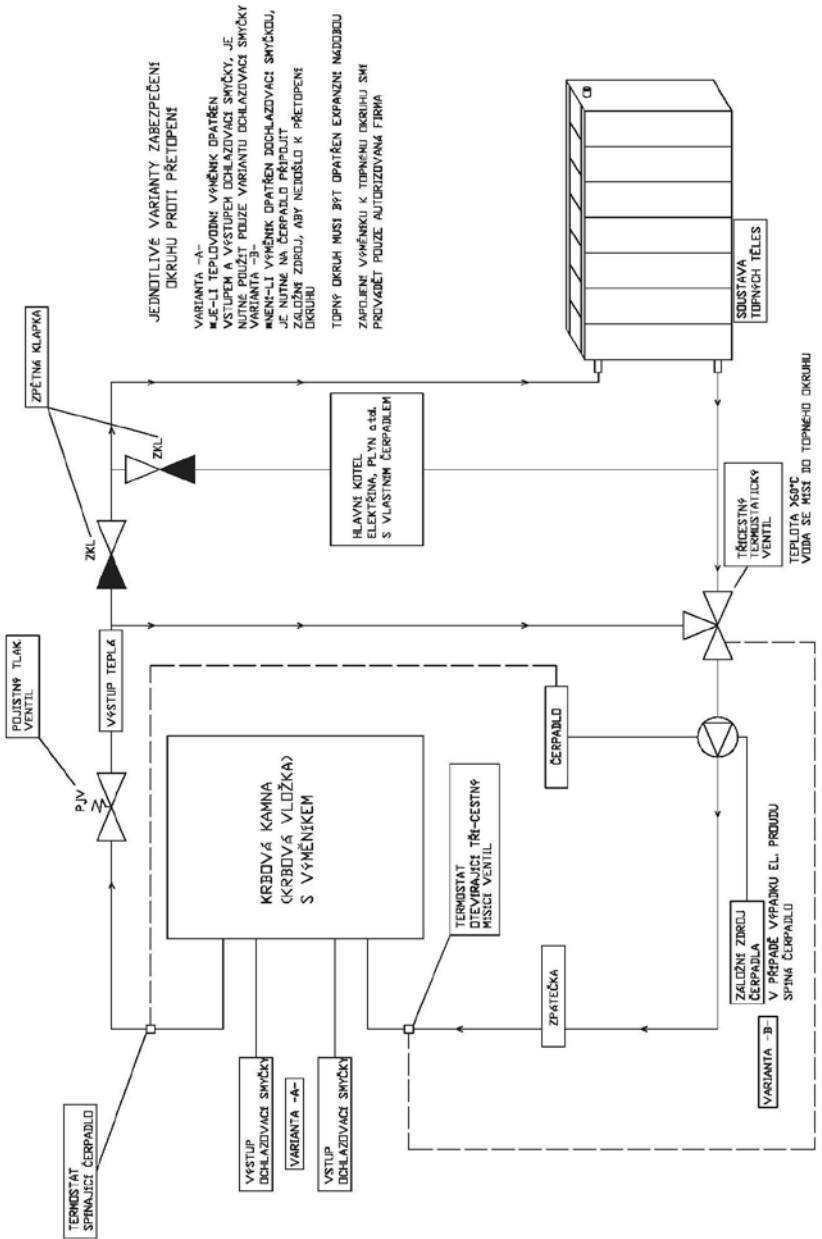 JEDNOTLIVÉ VARIANTY ZABEZPEČENÍ
OKRUHU PROTI PŘETOPENÍ
VARIANTA -A-
*JE-LI TEPLOVODNÍ VÝMĚNÍK OPATŘEN
VSTUPEM A VÝSTUPEM OCHLAZOVACÍ SMYČKY, JE
NUTNÉ POUŽÍT POUZE VARIANTU OCHLAZOVACÍ SMYČKY
VARIANTA -B-
*NENÍ-LI VÝMĚNÍK OPATŘEN DOCHLAZOVACÍ SMYČKOU,
JE NUTNÉ NA ČERPADLO PŘIPOJIT
ZÁLOŽNÍ ZDROJ, ABY NEDOŠLO K PŘETOPENÍ
OKRUHU
TOPNÝ OKRUH MUSÍ BÝT OPATŘEN EXPANZNÍ NÁDOBOU
ZAPOJENÍ VÝMĚNÍKU K TOPNÉMU OKRUHU SMÍ
PROVÁDĚT POUZE AUTORIZOVANÁ FIRMA
ZPĚTNÁ KLAPKA
ZKL
ZKL
POJISTNÝ TLAK.
VENTIL
PJV
VÝSTUP TEPLÁ
TERMOSTAT
SPÍNAJÍCÍ ČERPADLO
KRBOVÁ KAMNA
(KRBOVÁ VLOŽKA)
S VÝMĚNÍKEM
HLAVNÍ KOTEL
ELEKTŘINA, PLYN atd.
S VLASTNÍM ČERPADLEM
SOUSTAVA
TOPNÝCH TĚLES
VÝSTUP
OCHLAZOVACÍ SMYČKY
VARIANTA -A-
VSTUP
OCHLAZOVACÍ SMYČKY
TERMOSTAT
OTEVÍRAJÍCÍ TŘÍ-CESTNÝ
MÍSÍCÍ VENTIL
ČERPADLO
TŘÍCESTNÝ
TERMOSTATICKÝ
VENTIL
TEPLOTA >60°C
VODA SE MÍSÍ DO TOPNÉHO OKRUHU
ZPÁTEČKA
ZÁLOŽNÍ ZDROJ
ČERPADLA
V PŘÍPADĚ VÝPADKU EL. PROUDU
SPÍNÁ ČERPADLO
VARIANTA -B-